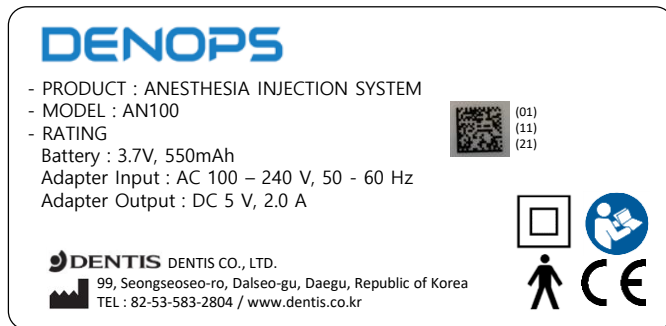 DENOPS
- PRODUCT : ANESTHESIA INJECTION SYSTEM
- MODEL : AN100
- RATING
Battery : 3.7V, 550mAh
Adapter Input : AC 100 – 240 V, 50 - 60 Hz
Adapter Output : DC 5 V, 2.0 A
(01)
(11)
(21)
DENTIS DENTIS CO., LTD.
99, Seongseoseo-ro, Dalseo-gu, Daegu, Republic of Korea
TEL : 82-53-583-2804 / www.dentis.co.kr
CE